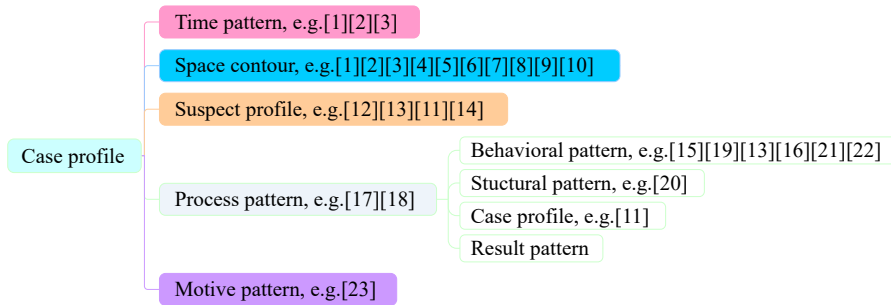 Time pattern, e.g.[1][2][3]
Space contour, e.g.[1][2][3][4][5][6][7][8][9][10]
Suspect profile, e.g.[12][13][11][14]
Case profile
Process pattern, e.g.[17][18]
Behavioral pattern, e.g.[15][19][13][16][21][22]
Stuctural pattern, e.g.[20]
Case profile, e.g.[11]
Result pattern
Motive pattern, e.g.[23]